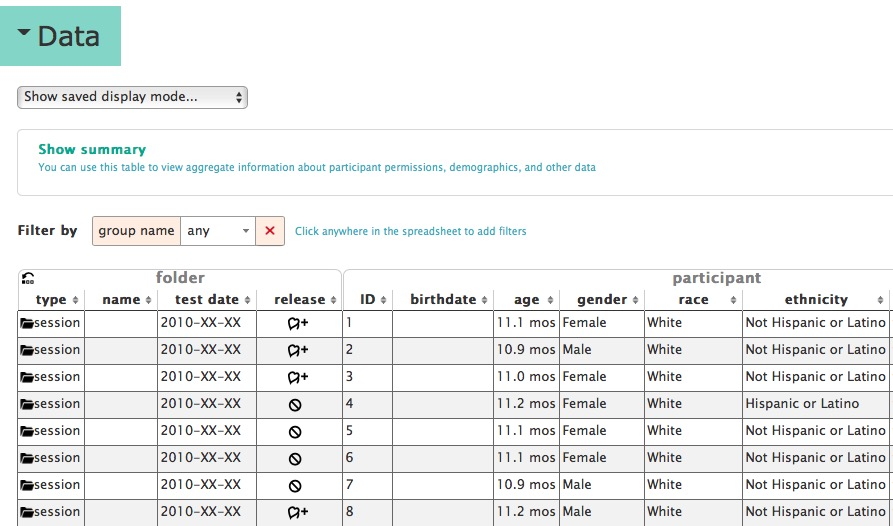 Data
Show saved display mode...
Show summary
You can use this table to view aggregate information about participant permissions, demographics, and other data
Filter by group name any Click anywhere in the spreadsheet to add filters
folder participant
type name test date release ID birthdate age gender race ethnicity
session 2010-XX-XX + 1 11.1 mos Female White Not Hispanic or Latino
session 2010-XX-XX + 2 10.9 mos Male White Not Hispanic or Latino
session 2010-XX-XX + 3 11.0 mos Female White Not Hispanic or Latino
session 2010-XX-XX 4 11.2 mos Female White Hispanic or Latino
session 2010-XX-XX 5 11.1 mos Female White Not Hispanic or Latino
session 2010-XX-XX 6 11.1 mos Female White Not Hispanic or Latino
session 2010-XX-XX 7 10.9 mos Male White Not Hispanic or Latino
session 2010-XX-XX + 8 11.2 mos Male White Not Hispanic or Latino